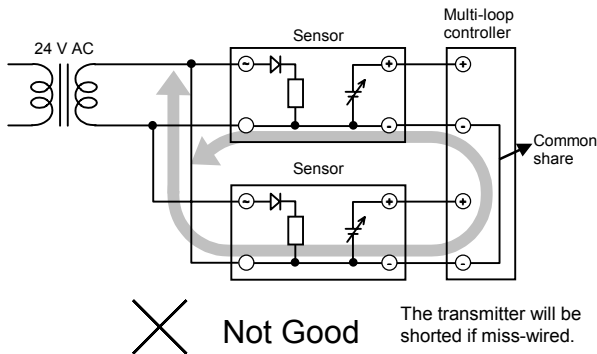 Multi-loop
controller
Sensor
24 V AC
~
+
+
-
-
Common
share
Sensor
~
+
+
-
-
Not Good
The transmitter will be
shorted if miss-wired.